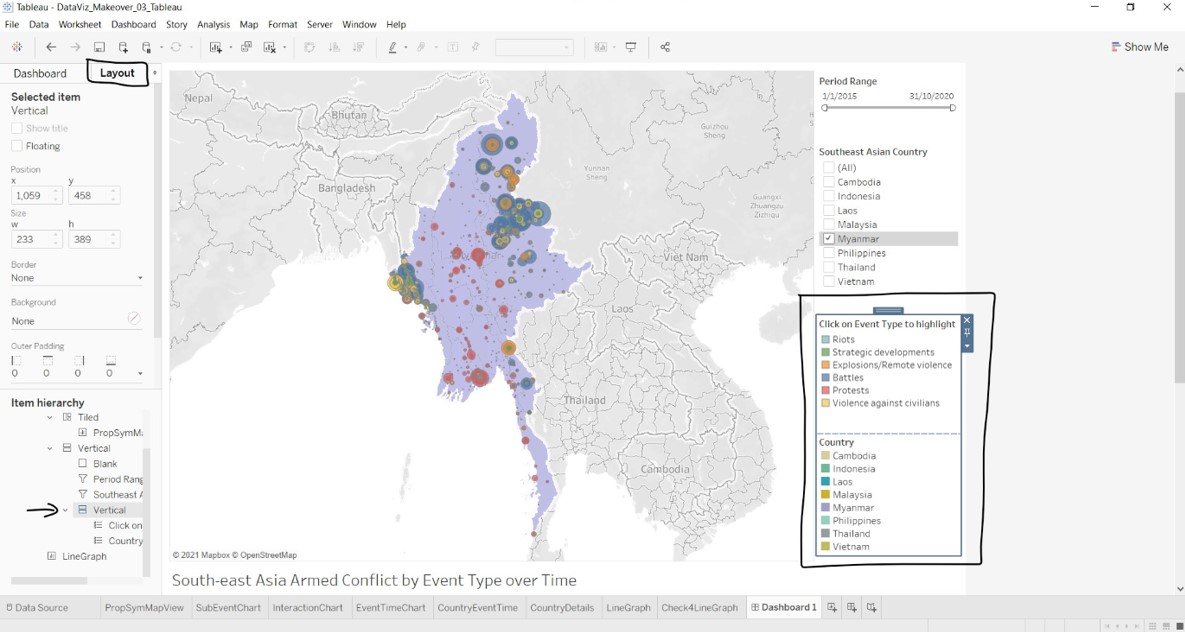 Tableau - DataViz_Makeover_03_Tableau
File Data Worksheet Dashboard Story Analysis Map Format Server Window Help
Show Me
Dashboard Layout
Selected item
Vertical
Show title
Floating
Position
x y
1,059 458
Size
w h
233 389
Border
None
Background
None
Outer Padding
0 0 0 0
Item hierarchy
Tiled
PropSymMa
Vertical
Blank
Period Rang
Southeast A
Vertical
Click on
Country
LineGraph
Nepal
Bhutan
Bangladesh
Guizhou
Sheng
Yunnan
Sheng
Guangxi
Zhuangzu
Zizhiqu
Viet Nam
Laos
Thailand
Cambodia
© 2021 Mapbox © OpenStreetMap
South-east Asia Armed Conflict by Event Type over Time
Period Range
1/1/2015 31/10/2020
Southeast Asian Country
(All)
Cambodia
Indonesia
Laos
Malaysia
Myanmar
Philippines
Thailand
Vietnam
Click on Event Type to highlight
Riots
Strategic developments
Explosions/Remote violence
Battles
Protests
Violence against civilians
Country
Cambodia
Indonesia
Laos
Malaysia
Myanmar
Philippines
Thailand
Vietnam
Data Source PropSymMapView SubEventChart InteractionChart EventTimeChart CountryEventTime CountryDetails LineGraph Check4LineGraph Dashboard 1